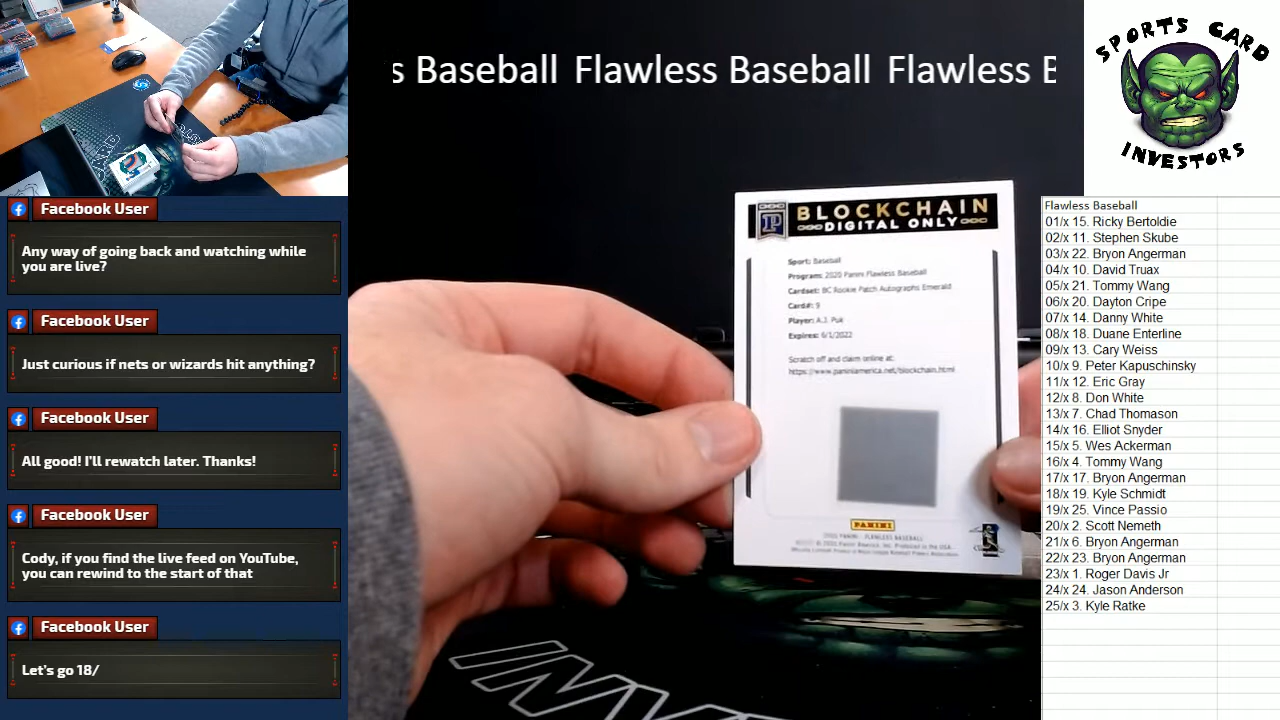 s Baseball Flawless Baseball Flawless B
SPORTS CARD
INVESTORS
Facebook User
Any way of going back and watching while
you are live?
Facebook User
Just curious if nets or wizards hit anything?
Facebook User
All good! I'll rewatch later. Thanks!
Facebook User
Cody, if you find the live feed on YouTube,
you can rewind to the start of that
Facebook User
Let's go 18/
P
BLOCKCHAIN
DIGITAL ONLY
Sport: Baseball
Program: 2020 Panini Flawless Baseball
Cardset: BC Rookie Patch Autographs Emerald
Card#: 9
Player: A.J. Puk
Expires: 6/1/2022
Scratch off and claim online at:
https://www.paniniamerica.net/blockchain.html
PANINI
Flawless Baseball
01/x 15. Ricky Bertoldie
02/x 11. Stephen Skube
03/x 22. Bryon Angerman
04/x 10. David Truax
05/x 21. Tommy Wang
06/x 20. Dayton Cripe
07/x 14. Danny White
08/x 18. Duane Enterline
09/x 13. Cary Weiss
10/x 9. Peter Kapuschinsky
11/x 12. Eric Gray
12/x 8. Don White
13/x 7. Chad Thomason
14/x 16. Elliot Snyder
15/x 5. Wes Ackerman
16/x 4. Tommy Wang
17/x 17. Bryon Angerman
18/x 19. Kyle Schmidt
19/x 25. Vince Passio
20/x 2. Scott Nemeth
21/x 6. Bryon Angerman
22/x 23. Bryon Angerman
23/x 1. Roger Davis Jr
24/x 24. Jason Anderson
25/x 3. Kyle Ratke